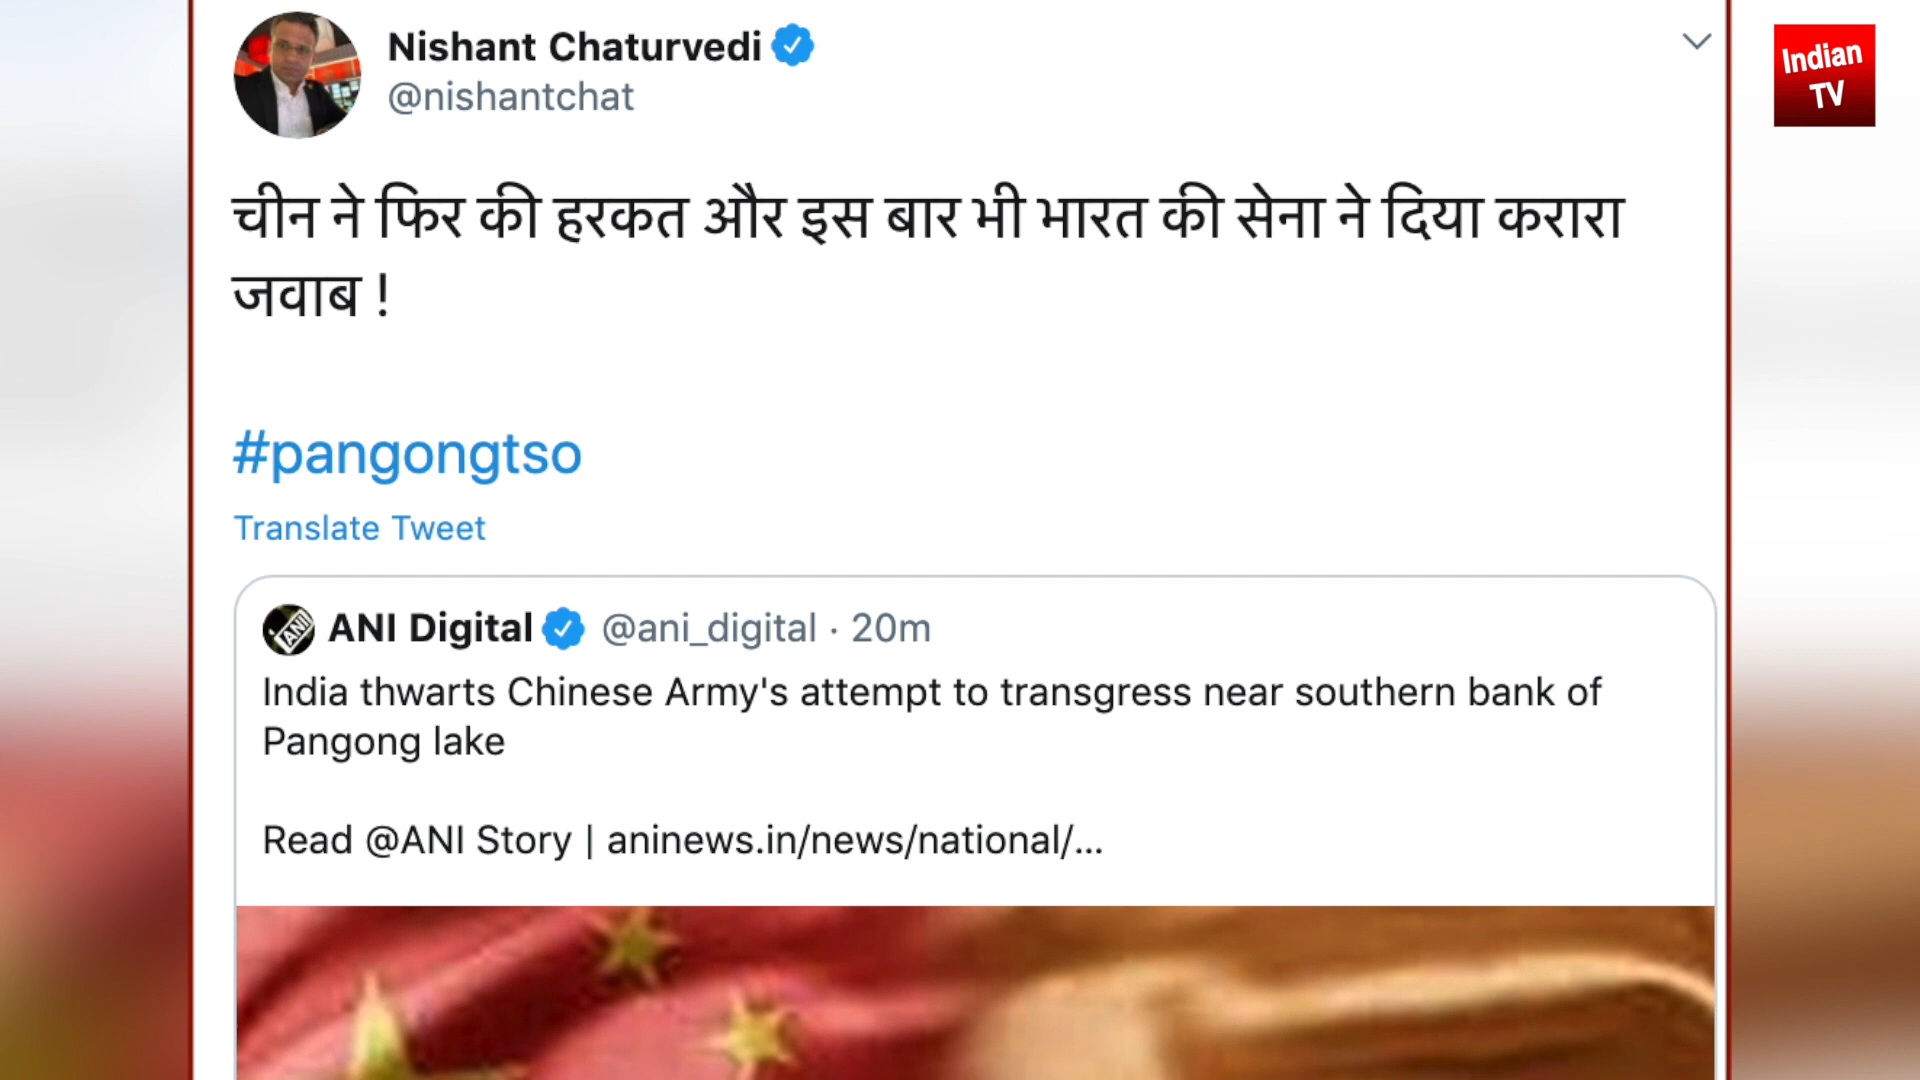 Nishant Chaturvedi
@nishantchat
Indian
TV
चीन ने फिर की हरकत और इस बार भी भारत की सेना ने दिया करारा
जवाब !
#pangongtso
Translate Tweet
ANI
ANI Digital @ani_digital · 20m
India thwarts Chinese Army's attempt to transgress near southern bank of
Pangong lake
Read @ANI Story | aninews.in/news/national/...